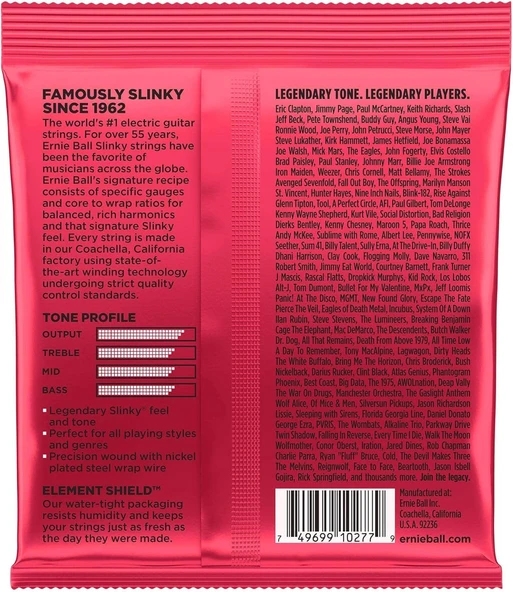 FAMOUSLY SLINKY
SINCE 1962
The world's #1 electric guitar
strings. For over 55 years,
Ernie Ball Slinky strings have
been the favorite of
musicians across the globe.
Ernie Ball's signature recipe
consists of specific gauges
and core to wrap ratios for
balanced, rich harmonics
and that signature Slinky
feel. Every string is made
in our Coachella, California
factory using state-of-
the-art winding technology
undergoing strict quality
control standards.
TONE PROFILE
OUTPUT
TREBLE
MID
BASS
▪Legendary Slinky® feel
and tone
▪Perfect for all playing styles
and genres
▪Precision wound with nickel
plated steel wrap wire
ELEMENT SHIELD™
Our water-tight packaging
resists humidity and keeps
your strings just as fresh as
the day they were made.
LEGENDARY TONE. LEGENDARY PLAYERS.
Eric Clapton, Jimmy Page, Paul McCartney, Keith Richards, Slash
Jeff Beck, Pete Townshend, Buddy Guy, Angus Young, Steve Vai
Ronnie Wood, Joe Perry, John Petrucci, Steve Morse, John Mayer
Steve Lukather, Kirk Hammett, James Hetfield, Joe Bonamassa
Joe Walsh, Mick Mars, The Eagles, John Fogerty, Elvis Costello
Brad Paisley, Paul Stanley, Johnny Marr, Billie Joe Armstrong
Iron Maiden, Weezer, Chris Cornell, Matt Bellamy, The Strokes
Avenged Sevenfold, Fall Out Boy, The Offspring, Marilyn Manson
St. Vincent, Hunter Hayes, Nine Inch Nails, Blink-182, Rise Against
Glenn Tipton, Tool, A Perfect Circle, AFI, Paul Gilbert, Tom DeLonge
Kenny Wayne Shepherd, Kurt Vile, Social Distortion, Bad Religion
Dierks Bentley, Kenny Chesney, Maroon 5, Papa Roach, Thrice
Andy McKee, Sublime with Rome, Albert Lee, Pennywise, NOFX
Seether, Sum 41, Billy Talent, Sully Erna, At The Drive-In, Billy Duffy
Dhani Harrison, Clay Cook, Flogging Molly, Dave Navarro, 311
Robert Smith, Jimmy Eat World, Courtney Barnett, Frank Turner
J Mascis, Rascal Flatts, Dropkick Murphys, Kid Rock, Los Lobos
Alt-J, Tom Dumont, Bullet For My Valentine, MxPx, Jeff Loomis
Panic! At The Disco, MGMT, New Found Glory, Escape The Fate
Pierce The Veil, Eagles of Death Metal, Incubus, System Of A Down
Ilan Rubin, Steve Stevens, The Lumineers, Breaking Benjamin
Cage The Elephant, Mac DeMarco, The Descendents, Butch Walker
Dr. Dog, All That Remains, Death From Above 1979, All Time Low
A Day To Remember, Tony MacAlpine, Lagwagon, Dirty Heads
The White Buffalo, Bring Me The Horizon, Chris Broderick, Bush
Nickelback, Darius Rucker, Clint Black, Atlas Genius, Phantogram
Phoenix, Best Coast, Big Data, The 1975, AWOLnation, Deap Vally
The War On Drugs, Manchester Orchestra, The Gaslight Anthem
Wolf Alice, Of Mice & Men, Silversun Pickups, Jason Richardson
Lissie, Sleeping with Sirens, Florida Georgia Line, Daniel Donato
George Ezra, PVRIS, The Wombats, Alkaline Trio, Parkway Drive
Twin Shadow, Falling In Reverse, Every Time I Die, Walk The Moon
Wolfmother, Conor Oberst, Iration, Jared Dines, Rob Chapman
Charlie Parra, Ryan "Fluff" Bruce, Cold, The Devil Makes Three
The Melvins, Reignwolf, Face to Face, Beartooth, Jason Isbell
Gojira, Rick Springfield, and thousands more. Join the legacy.
7 49699 10277 9
Manufactured at:
Ernie Ball Inc.
Coachella, California
U.S.A. 92236
ernieball.com